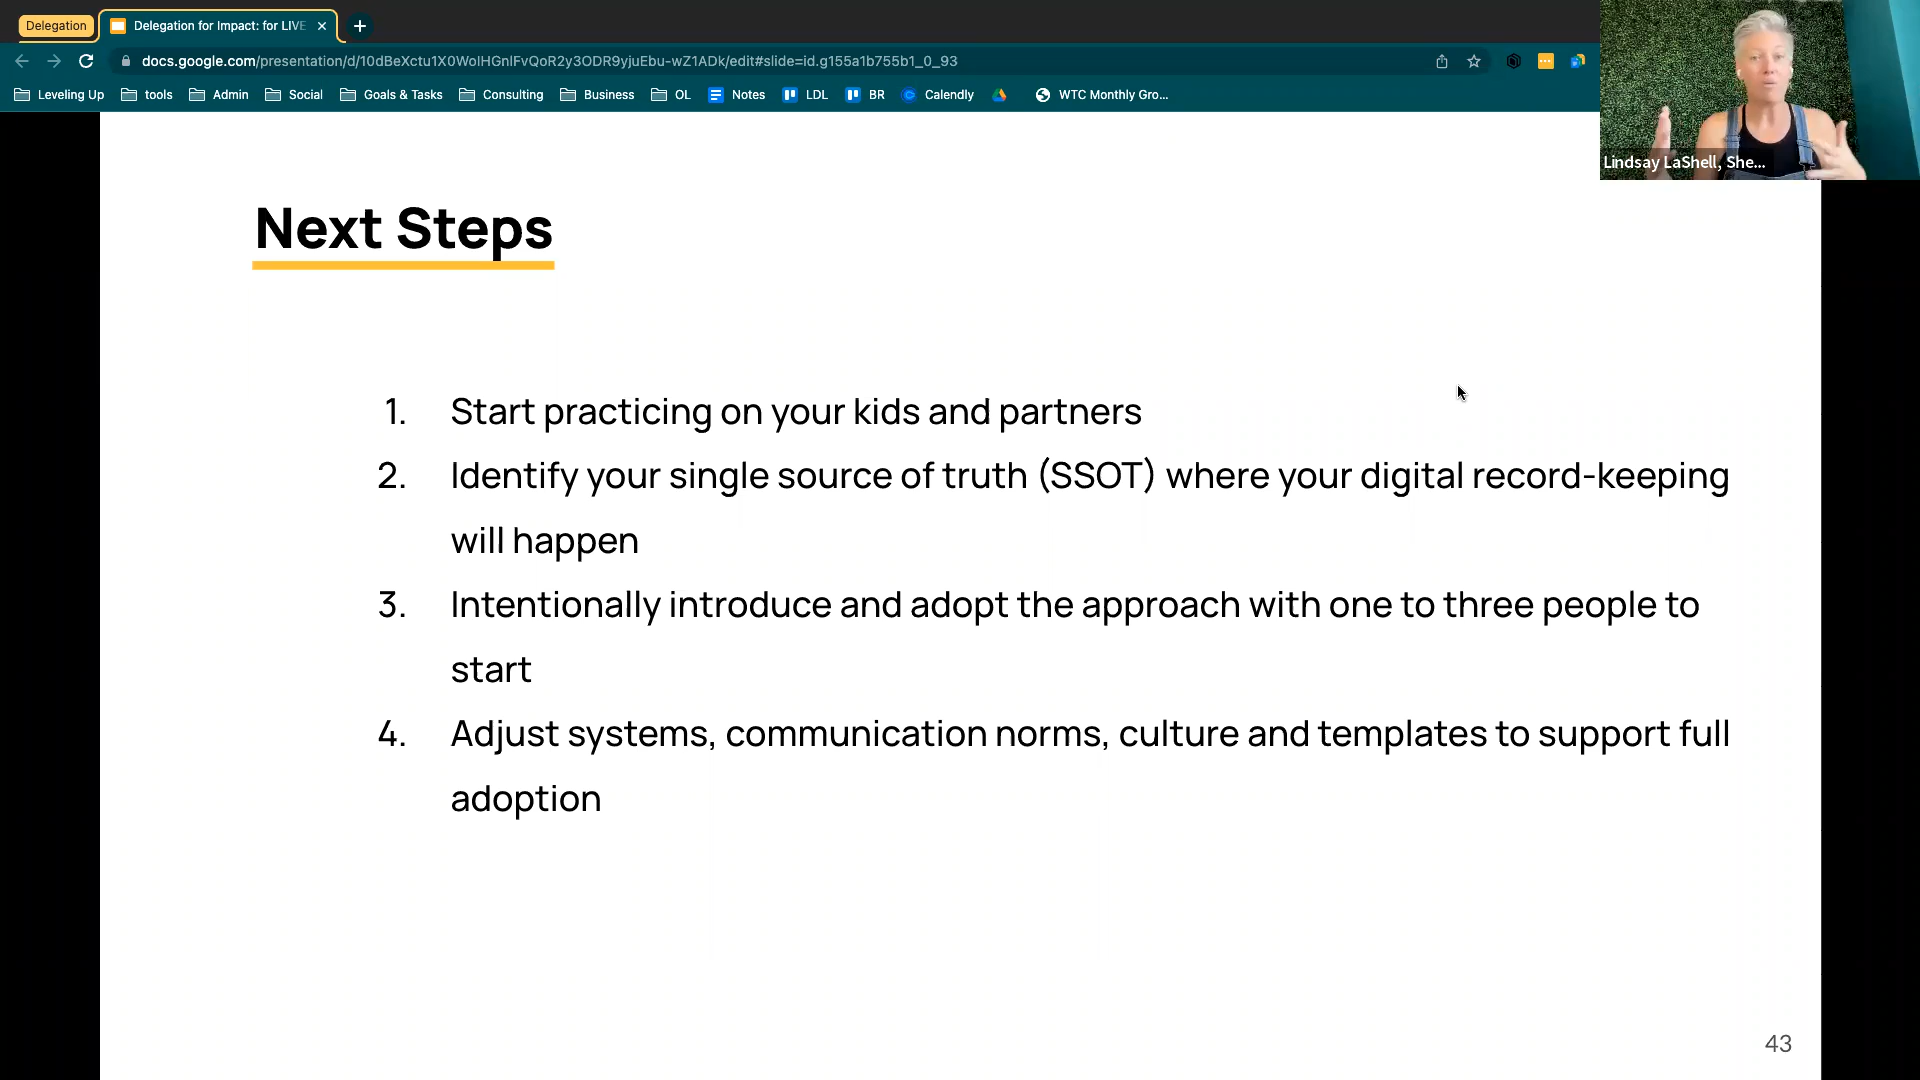 Delegation
Delegation for Impact: for LIVE
docs.google.com/presentation/d/10dBeXctu1X0WolHGnlFvQoR2y3ODR9yjuEbu-wZ1ADk/edit#slide=id.g155a1b755b1_0_93
Leveling Up tools Admin Social Goals & Tasks Consulting Business OL Notes LDL BR Calendly WTC Monthly Gro...
Lindsay LaShell, She...
Next Steps
1. Start practicing on your kids and partners
2. Identify your single source of truth (SSOT) where your digital record-keeping
will happen
3. Intentionally introduce and adopt the approach with one to three people to
start
4. Adjust systems, communication norms, culture and templates to support full
adoption
43